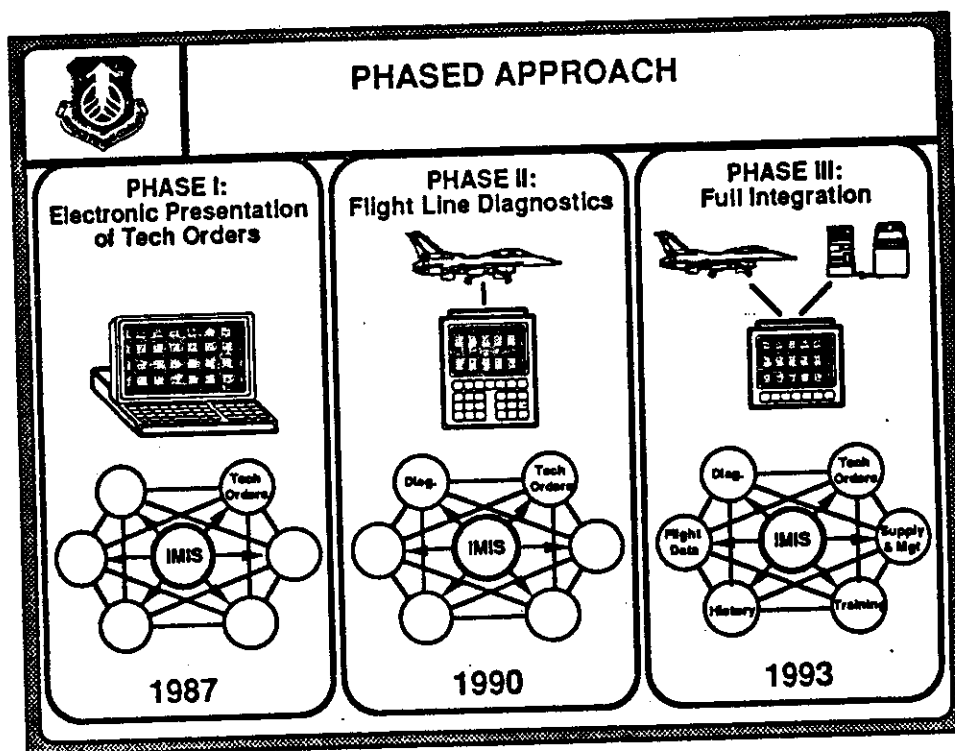 PHASED APPROACH
PHASE I:
Electronic Presentation
of Tech Orders
Tech
Orders
IMIS
1987
PHASE II:
Flight Line Diagnostics
Diag.
Tech
Orders
IMIS
1990
PHASE III:
Full Integration
Diag.
Tech
Orders
Flight
Data
IMIS
Supply
& Mgt
History
Training
1993